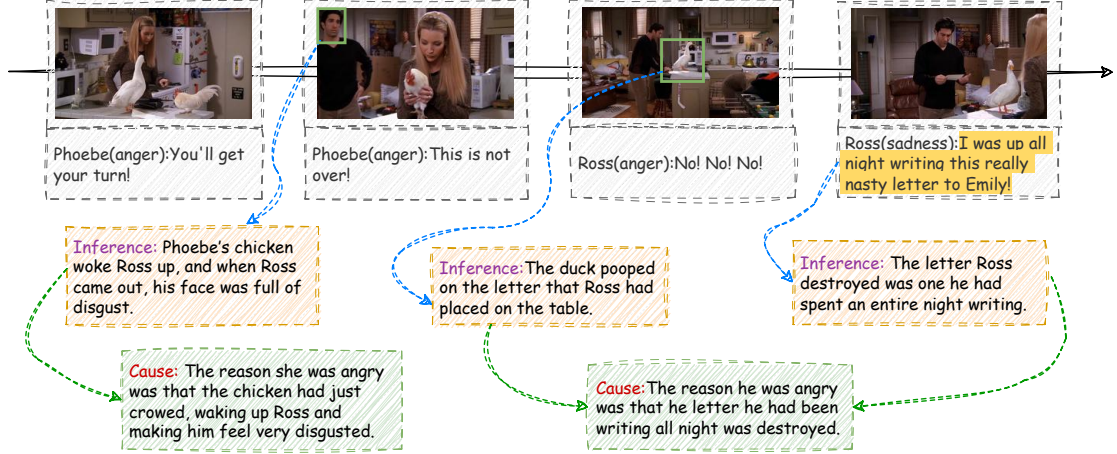 Phoebe(anger):You'll get
your turn!
Phoebe(anger):This is not
over!
Ross(anger):No! No! No!
Ross(sadness):I was up all
night writing this really
nasty letter to Emily!
Inference: Phoebe's chicken
woke Ross up, and when Ross
came out, his face was full of
disgust.
Inference:The duck pooped
on the letter that Ross had
placed on the table.
Inference: The letter Ross
destroyed was one he had
spent an entire night writing.
Cause: The reason she was angry
was that the chicken had just
crowed, waking up Ross and
making him feel very disgusted.
Cause:The reason he was angry
was that he letter he had been
writing all night was destroyed.